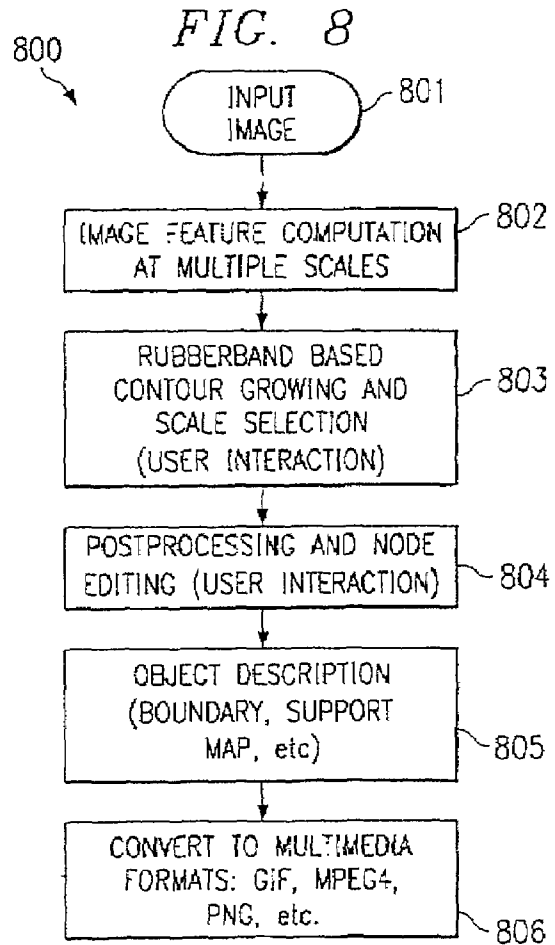 FIG. 8
800
INPUT
IMAGE
801
IMAGE FEATURE COMPUTATION
AT MULTIPLE SCALES
802
RUBBERBAND BASED
CONTOUR GROWING AND
SCALE SELECTION
(USER INTERACTION)
803
POSTPROCESSING AND NODE
EDITING (USER INTERACTION)
804
OBJECT DESCRIPTION
(BOUNDARY, SUPPORT
MAP, etc)
805
CONVERT TO MULTIMEDIA
FORMATS: GIF, MPEG4,
PNG, etc.
806